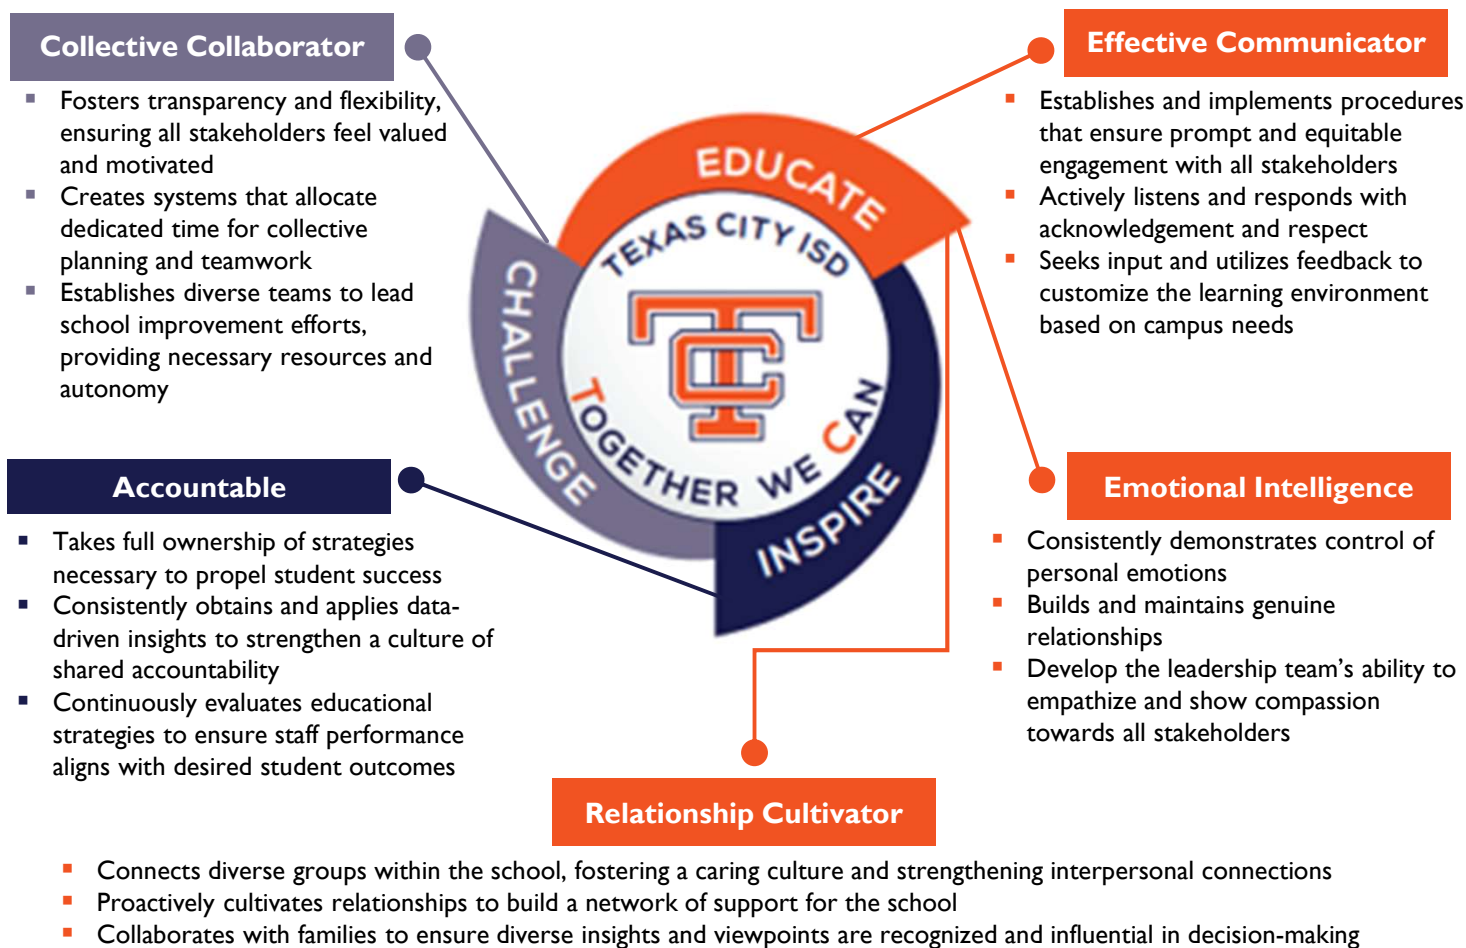 Collective Collaborator
▪ Fosters transparency and flexibility,
ensuring all stakeholders feel valued
and motivated
▪ Creates systems that allocate
dedicated time for collective
planning and teamwork
▪ Establishes diverse teams to lead
school improvement efforts,
providing necessary resources and
autonomy
Accountable
▪ Takes full ownership of strategies
necessary to propel student success
▪ Consistently obtains and applies data-
driven insights to strengthen a culture of
shared accountability
▪ Continuously evaluates educational
strategies to ensure staff performance
aligns with desired student outcomes
EDUCATE
CHALLENGE
INSPIRE
TEXAS CITY ISD
TC
TOGETHER WE CAN
Effective Communicator
▪ Establishes and implements procedures
that ensure prompt and equitable
engagement with all stakeholders
▪ Actively listens and responds with
acknowledgement and respect
▪ Seeks input and utilizes feedback to
customize the learning environment
based on campus needs
Emotional Intelligence
▪ Consistently demonstrates control of
personal emotions
▪ Builds and maintains genuine
relationships
▪ Develop the leadership team’s ability to
empathize and show compassion
towards all stakeholders
Relationship Cultivator
▪ Connects diverse groups within the school, fostering a caring culture and strengthening interpersonal connections
▪ Proactively cultivates relationships to build a network of support for the school
▪ Collaborates with families to ensure diverse insights and viewpoints are recognized and influential in decision-making